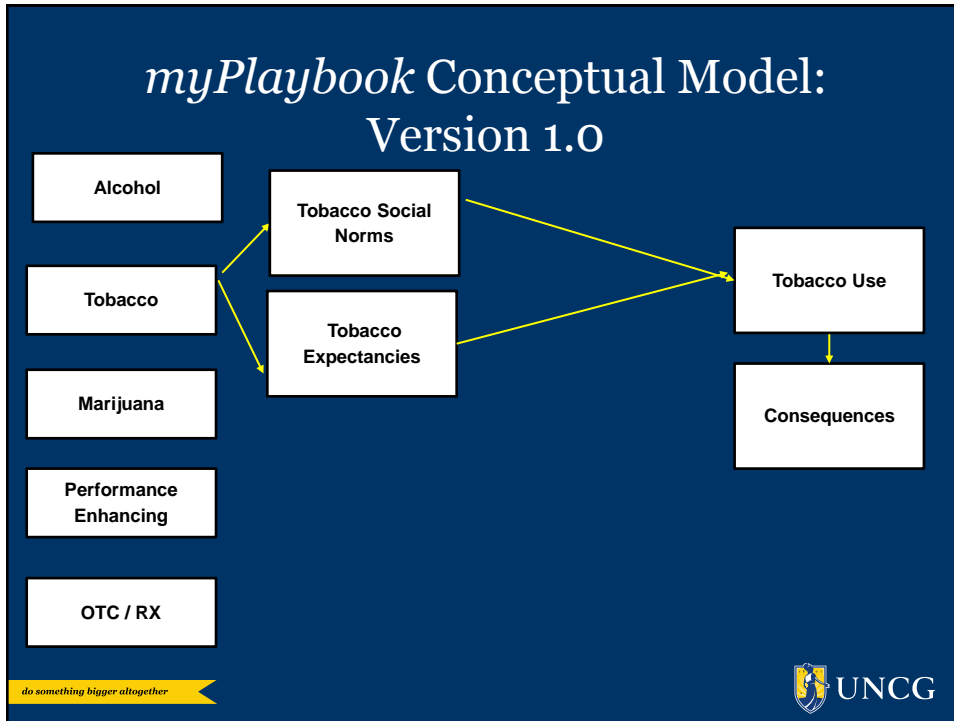 myPlaybook Conceptual Model:
Version 1.0
Alcohol
Tobacco
Marijuana
Performance
Enhancing
OTC / RX
Tobacco Social
Norms
Tobacco
Expectancies
Tobacco Use
Consequences
do something bigger altogether
UNCG